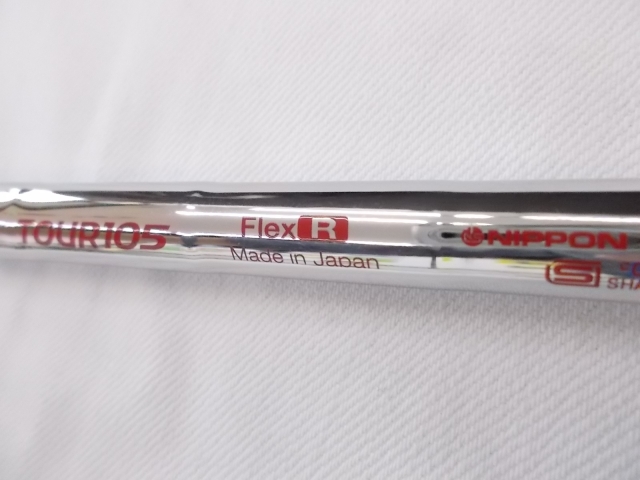 TOUR105 Flex R NIPPON
Made in Japan
S SHA